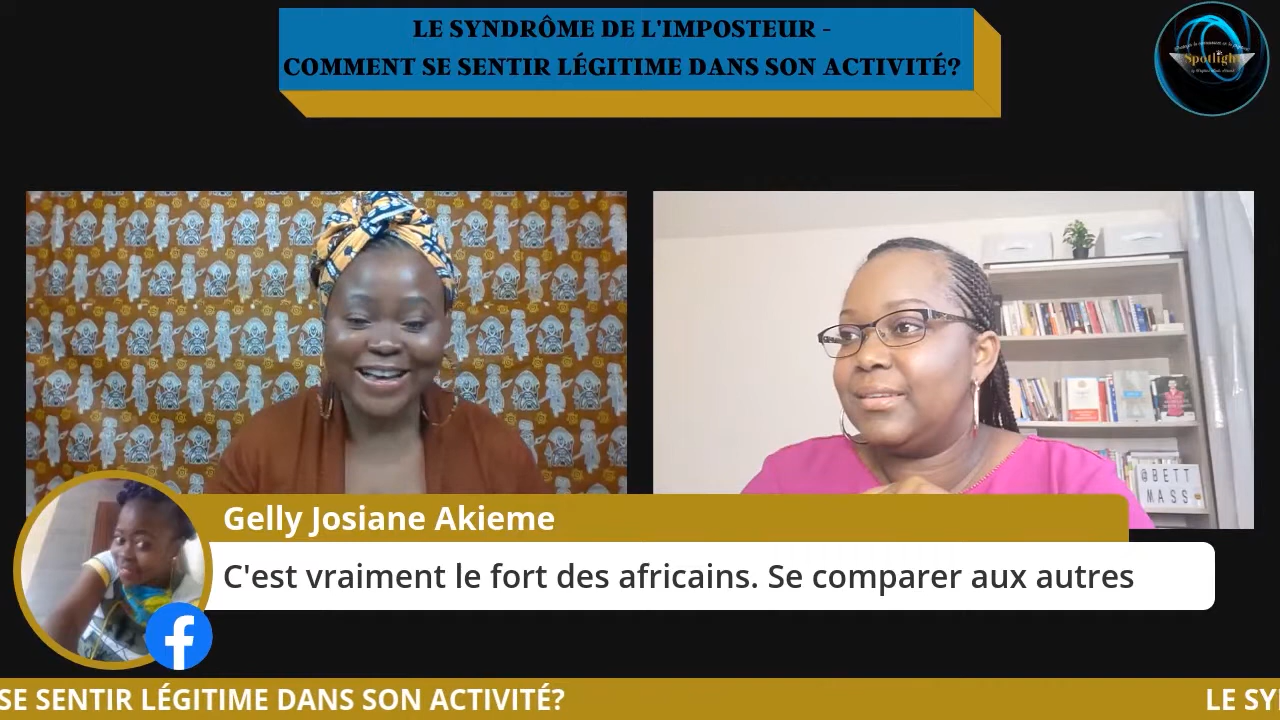 LE SYNDRÔME DE L'IMPOSTEUR -
COMMENT SE SENTIR LÉGITIME DANS SON ACTIVITÉ?
Spotlight
@BETT
MASS
Gelly Josiane Akieme
C'est vraiment le fort des africains. Se comparer aux autres
SE SENTIR LÉGITIME DANS SON ACTIVITÉ?
LE SY